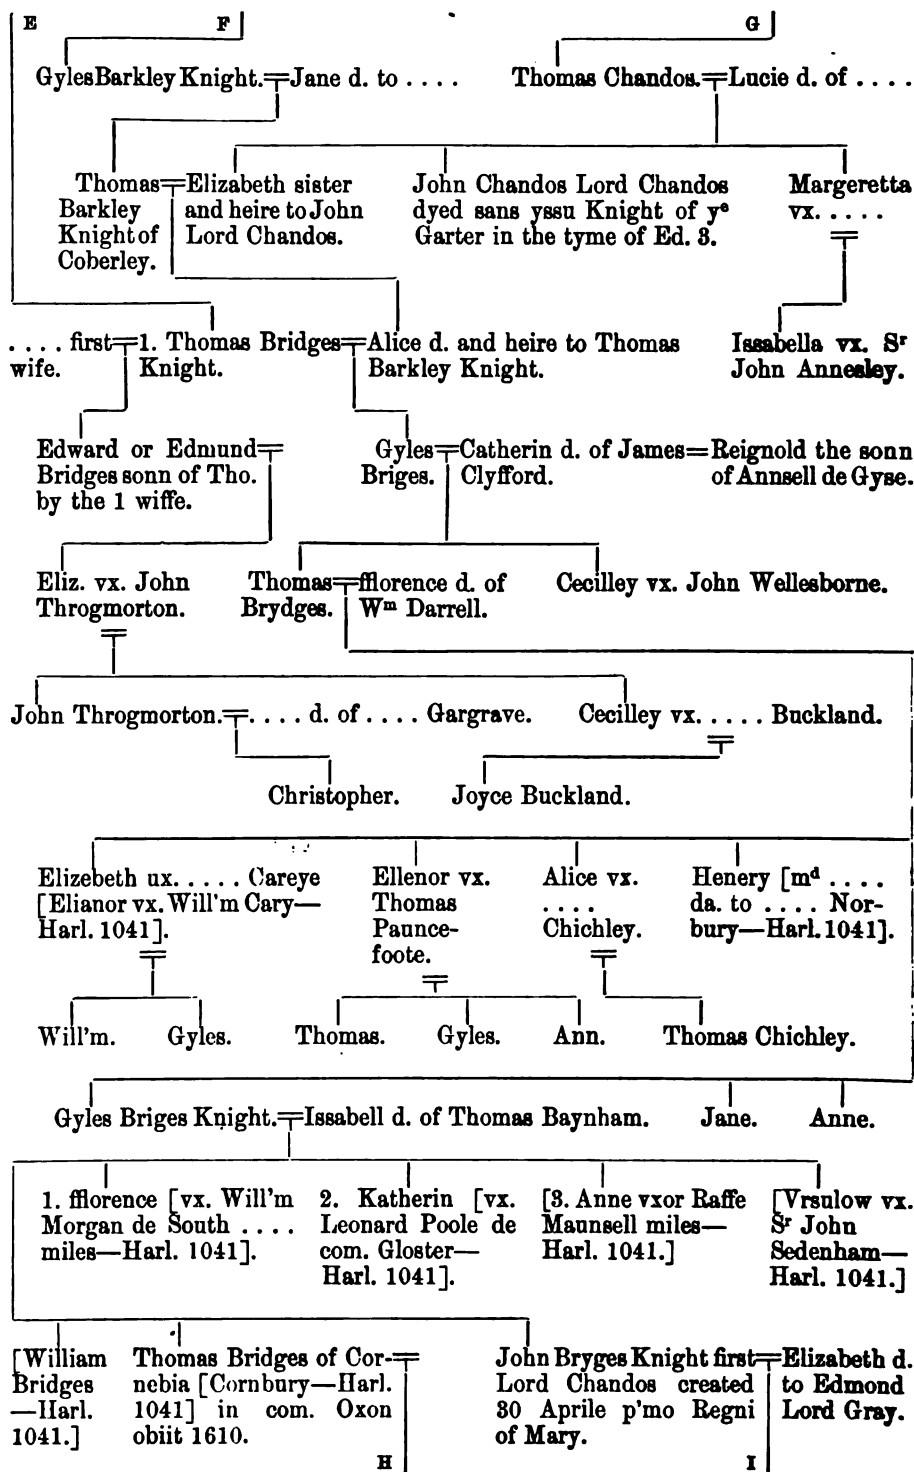 E F G
GylesBarkley Knight.=Jane d. to . . . .
Thomas Chandos.=Lucie d. of . . . .
Thomas=
Barkley
Knight of
Coberley.
Elizabeth sister
and heire to John
Lord Chandos.
John Chandos Lord Chandos
dyed sans yssu Knight of yᵉ
Garter in the tyme of Ed. 3.
Margeretta
vx. . . . .
. . . . first=
wife.
1. Thomas Bridges=
Knight.
Alice d. and heire to Thomas
Barkley Knight.
Issabella vx. Sʳ
John Annesley.
Edward or Edmund=
Bridges sonn of Tho.
by the 1 wiffe.
Gyles=
Briges.
Catherin d. of James=
Clyfford.
Reignold the sonn
of Annsell de Gyse.
Eliz. vx. John
Throgmorton.
Thomas=
Brydges.
fflorence d. of
Wᵐ Darrell.
Cecilley vx. John Wellesborne.
John Throgmorton.=. . . . d. of . . . . Gargrave.
Cecilley vx. . . . . Buckland.
Christopher.
Joyce Buckland.
Elizebeth ux. . . . . Careye
[Elianor vx. Will'm Cary—
Harl. 1041].
Ellenor vx.
Thomas
Paunce-
foote.
Alice vx.
. . . .
Chichley.
Henery [mᵈ . . . .
da. to . . . . Nor-
bury—Harl. 1041].
Will'm.
Gyles.
Thomas.
Gyles.
Ann.
Thomas Chichley.
Gyles Briges Knight.=Issabell d. of Thomas Baynham.
Jane.
Anne.
1. fflorence [vx. Will'm
Morgan de South . . . .
miles—Harl. 1041].
2. Katherin [vx.
Leonard Poole de
com. Gloster—
Harl. 1041].
[3. Anne vxor Raffe
Maunsell miles—
Harl. 1041.]
[Vrsulow vx.
Sʳ John
Sedenham—
Harl. 1041.]
[William
Bridges
—Harl.
1041.]
Thomas Bridges of Cor-=
nebia [Cornbury—Harl.
1041] in com. Oxon
obiit 1610.
John Bryges Knight first=
Lord Chandos created
30 Aprile p'mo Regni
of Mary.
Elizabeth d.
to Edmond
Lord Gray.
H I